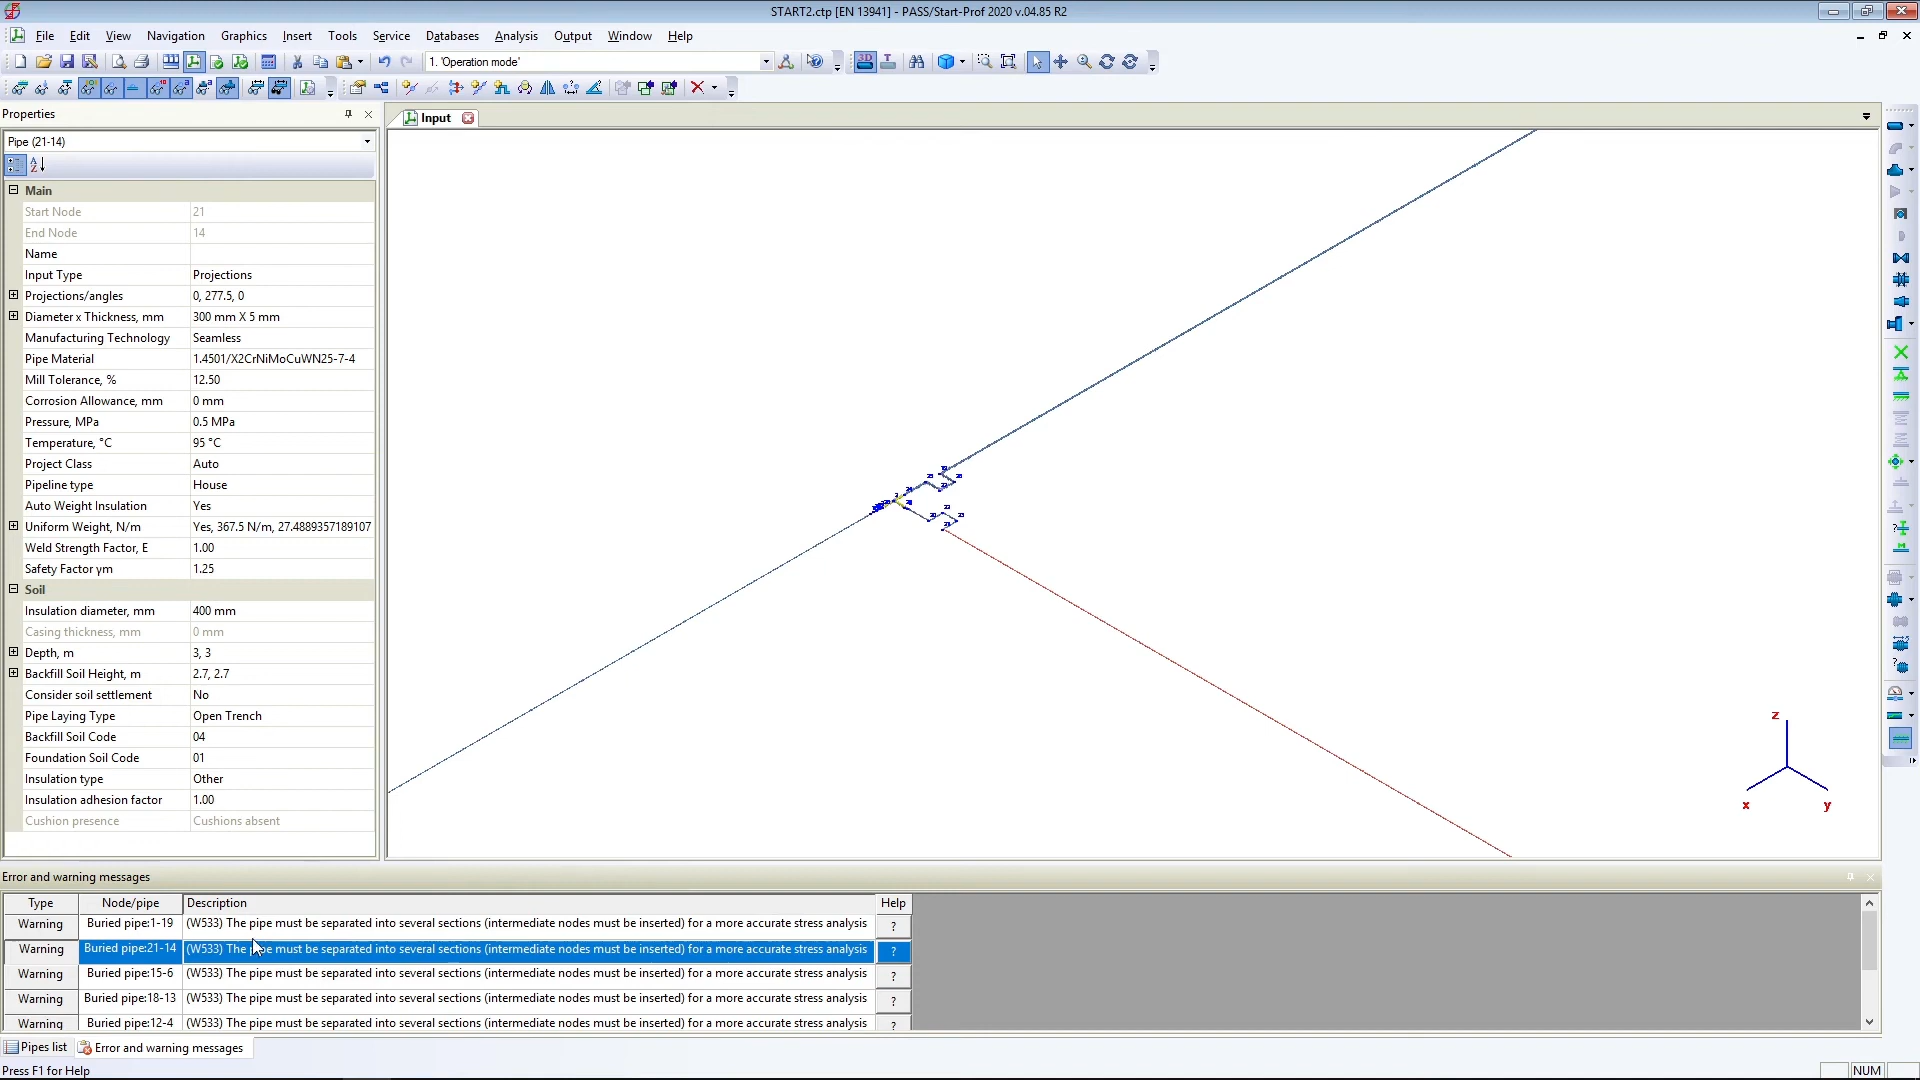 START2.ctp [EN 13941] - PASS/Start-Prof 2020 v.04.85 R2
File Edit View Navigation Graphics Insert Tools Service Databases Analysis Output Window Help
1. 'Operation mode'
3D
Properties
Input
Pipe (21-14)
Main
Start Node 21
End Node 14
Name
Input Type Projections
Projections/angles 0, 277.5, 0
Diameter x Thickness, mm 300 mm X 5 mm
Manufacturing Technology Seamless
Pipe Material 1.4501/X2CrNiMoCuWN25-7-4
Mill Tolerance, % 12.50
Corrosion Allowance, mm 0 mm
Pressure, MPa 0.5 MPa
Temperature, °C 95 °C
Project Class Auto
Pipeline type House
Auto Weight Insulation Yes
Uniform Weight, N/m Yes, 367.5 N/m, 27.4889357189107
Weld Strength Factor, E 1.00
Safety Factor γm 1.25
Soil
Insulation diameter, mm 400 mm
Casing thickness, mm 0 mm
Depth, m 3, 3
Backfill Soil Height, m 2.7, 2.7
Consider soil settlement No
Pipe Laying Type Open Trench
Backfill Soil Code 04
Foundation Soil Code 01
Insulation type Other
Insulation adhesion factor 1.00
Cushion presence Cushions absent
z
x
y
Error and warning messages
Type Node/pipe Description Help
Warning Buried pipe:1-19 (W533) The pipe must be separated into several sections (intermediate nodes must be inserted) for a more accurate stress analysis ?
Warning Buried pipe:21-14 (W533) The pipe must be separated into several sections (intermediate nodes must be inserted) for a more accurate stress analysis ?
Warning Buried pipe:15-6 (W533) The pipe must be separated into several sections (intermediate nodes must be inserted) for a more accurate stress analysis ?
Warning Buried pipe:18-13 (W533) The pipe must be separated into several sections (intermediate nodes must be inserted) for a more accurate stress analysis ?
Warning Buried pipe:12-4 (W533) The pipe must be separated into several sections (intermediate nodes must be inserted) for a more accurate stress analysis ?
Pipes list Error and warning messages
Press F1 for Help
NUM